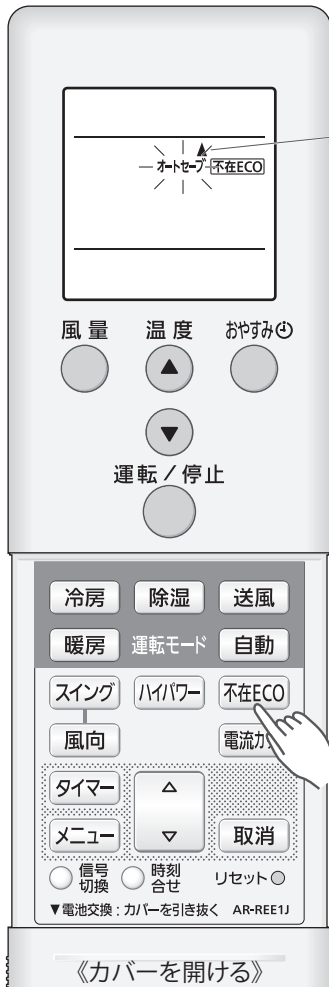 オートセーブ 不在ECO
風量 温度 おやすみ
運転／停止
冷房 除湿 送風
暖房 運転モード 自動
スイング ハイパワー 不在ECO
風向 電流カ
タイマー
メニュー 取消
信号切換 時刻合せ リセット
▼電池交換：カバーを引き抜く AR-REE1J
《カバーを開ける》